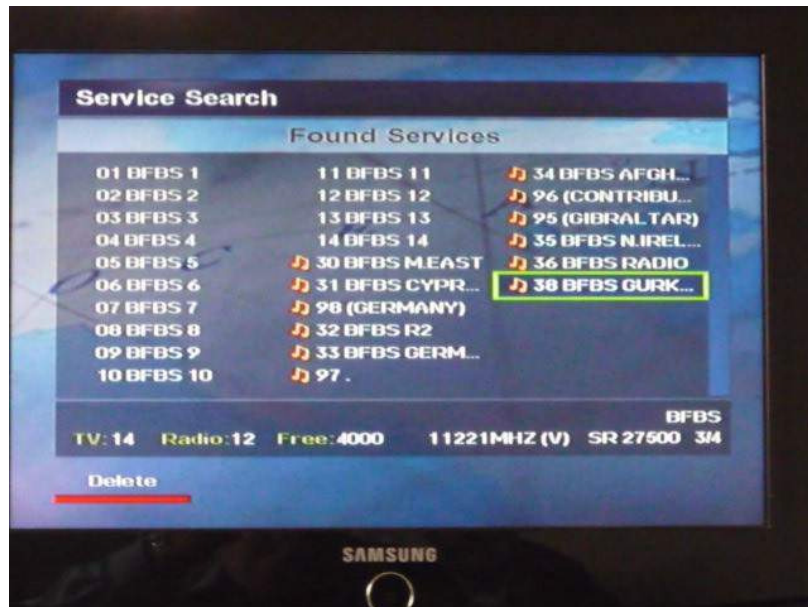 Service Search
Found Services
01 BFBS 1
02 BFBS 2
03 BFBS 3
04 BFBS 4
05 BFBS 5
06 BFBS 6
07 BFBS 7
08 BFBS 8
09 BFBS 9
10 BFBS 10
11 BFBS 11
12 BFBS 12
13 BFBS 13
14 BFBS 14
30 BFBS M.EAST
31 BFBS CYPR...
98 (GERMANY)
32 BFBS R2
33 BFBS GERM...
97 .
34 BFBS AFGH...
96 (CONTRIBU...
95 (GIBRALTAR)
35 BFBS N.IREL...
36 BFBS RADIO
38 BFBS GURK...
BFBS
TV:14 Radio:12 Free:4000 11221MHZ (V) SR 27500 3/4
Delete
SAMSUNG